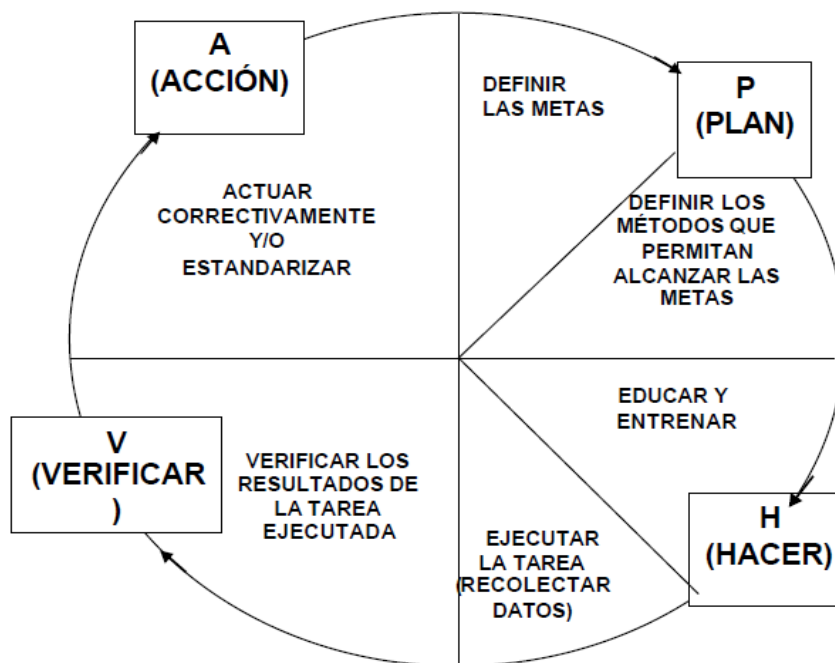 A
(ACCIÓN)
DEFINIR
LAS METAS
P
(PLAN)
ACTUAR
CORRECTIVAMENTE
Y/O
ESTANDARIZAR
DEFINIR LOS
MÉTODOS QUE
PERMITAN
ALCANZAR LAS
METAS
EDUCAR Y
ENTRENAR
V
(VERIFICAR
)
VERIFICAR LOS
RESULTADOS DE
LA TAREA
EJECUTADA
EJECUTAR
LA TAREA
(RECOLECTAR
DATOS)
H
(HACER)